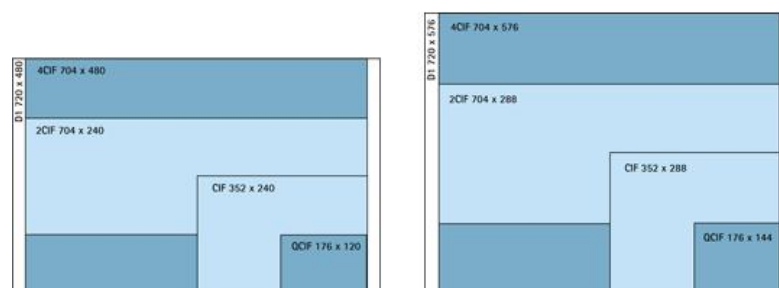 D1 720 x 480
4CIF 704 x 480
2CIF 704 x 240
CIF 352 x 240
QCIF 176 x 120
D1 720 x 576
4CIF 704 x 576
2CIF 704 x 288
CIF 352 x 288
QCIF 176 x 144